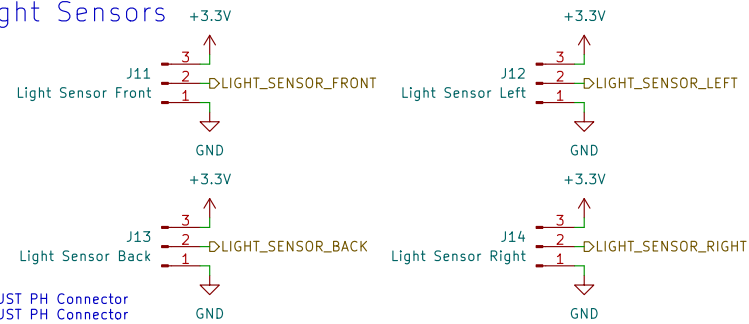 ght Sensors
+3.3V
3
J11
2
LIGHT_SENSOR_FRONT
Light Sensor Front
1
GND
+3.3V
3
J12
2
LIGHT_SENSOR_LEFT
Light Sensor Left
1
GND
+3.3V
3
J13
2
LIGHT_SENSOR_BACK
Light Sensor Back
1
GND
+3.3V
3
J14
2
LIGHT_SENSOR_RIGHT
Light Sensor Right
1
GND
UST PH Connector
UST PH Connector